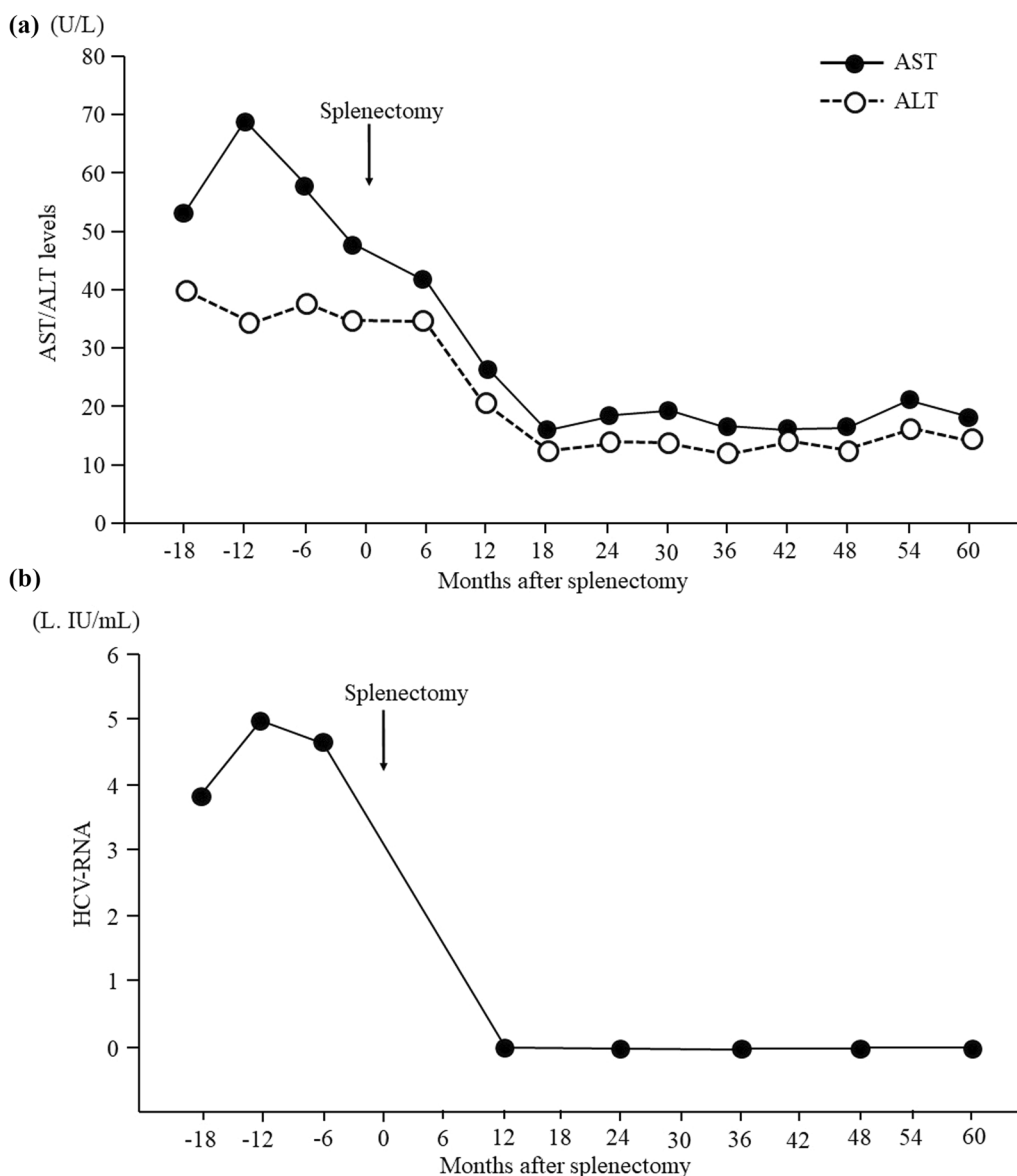 (a) (U/L)
80
70
60
50
40
30
20
10
0
AST/ALT levels
AST
ALT
Splenectomy
-18 -12 -6 0 6 12 18 24 30 36 42 48 54 60
Months after splenectomy
(b)
(L. IU/mL)
6
5
4
3
2
1
0
HCV-RNA
Splenectomy
-18 -12 -6 0 6 12 18 24 30 36 42 48 54 60
Months after splenectomy